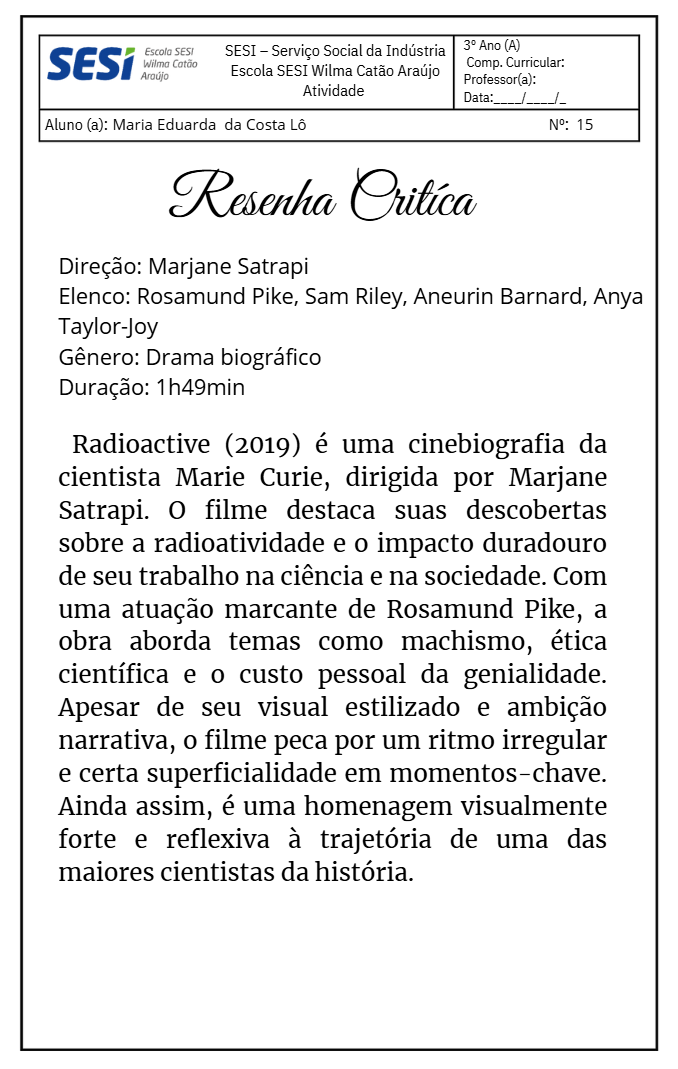 SESI
Escola SESI
Wilma Catão
Araújo
SESI – Serviço Social da Indústria
Escola SESI Wilma Catão Araújo
Atividade
3º Ano (A)
Comp. Curricular:
Professor(a):
Data:____/____/_
Aluno (a): Maria Eduarda da Costa Lô Nº: 15
Resenha Critíca
Direção: Marjane Satrapi
Elenco: Rosamund Pike, Sam Riley, Aneurin Barnard, Anya
Taylor-Joy
Gênero: Drama biográfico
Duração: 1h49min
Radioactive (2019) é uma cinebiografia da
cientista Marie Curie, dirigida por Marjane
Satrapi. O filme destaca suas descobertas
sobre a radioatividade e o impacto duradouro
de seu trabalho na ciência e na sociedade. Com
uma atuação marcante de Rosamund Pike, a
obra aborda temas como machismo, ética
científica e o custo pessoal da genialidade.
Apesar de seu visual estilizado e ambição
narrativa, o filme peca por um ritmo irregular
e certa superficialidade em momentos-chave.
Ainda assim, é uma homenagem visualmente
forte e reflexiva à trajetória de uma das
maiores cientistas da história.